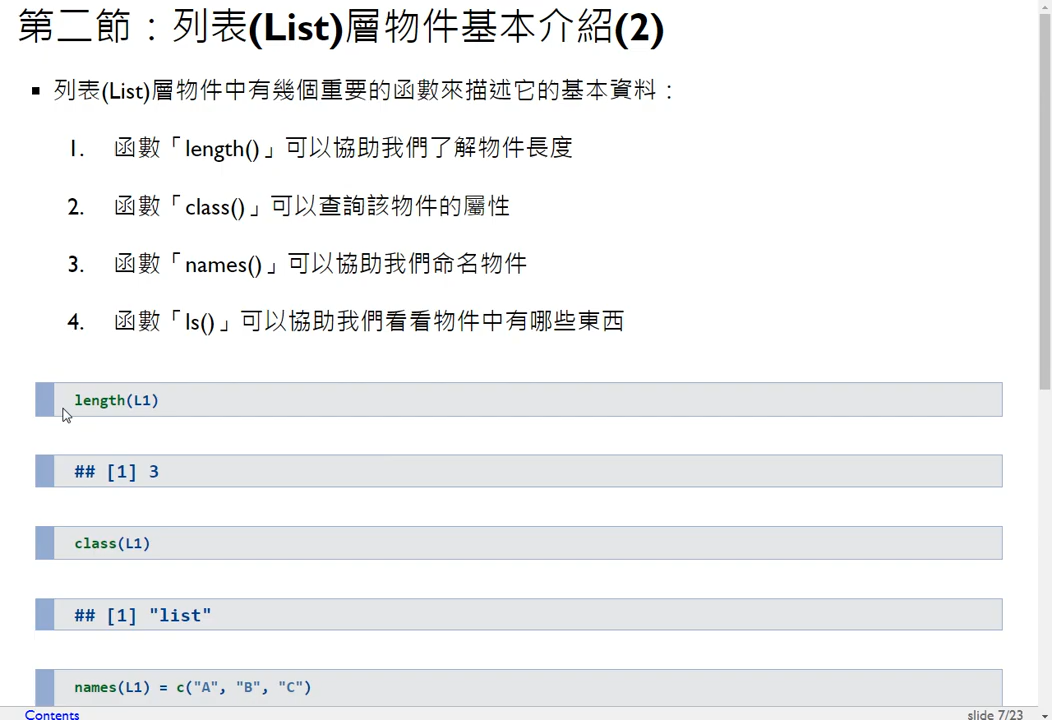 第二節：列表(List)層物件基本介紹(2)
列表(List)層物件中有幾個重要的函數來描述它的基本資料：
1. 函數「length()」可以協助我們了解物件長度
2. 函數「class()」可以查詢該物件的屬性
3. 函數「names()」可以協助我們命名物件
4. 函數「ls()」可以協助我們看看物件中有哪些東西
length(L1)
## [1] 3
class(L1)
## [1] "list"
names(L1) = c("A", "B", "C")
Contents
slide 7/23